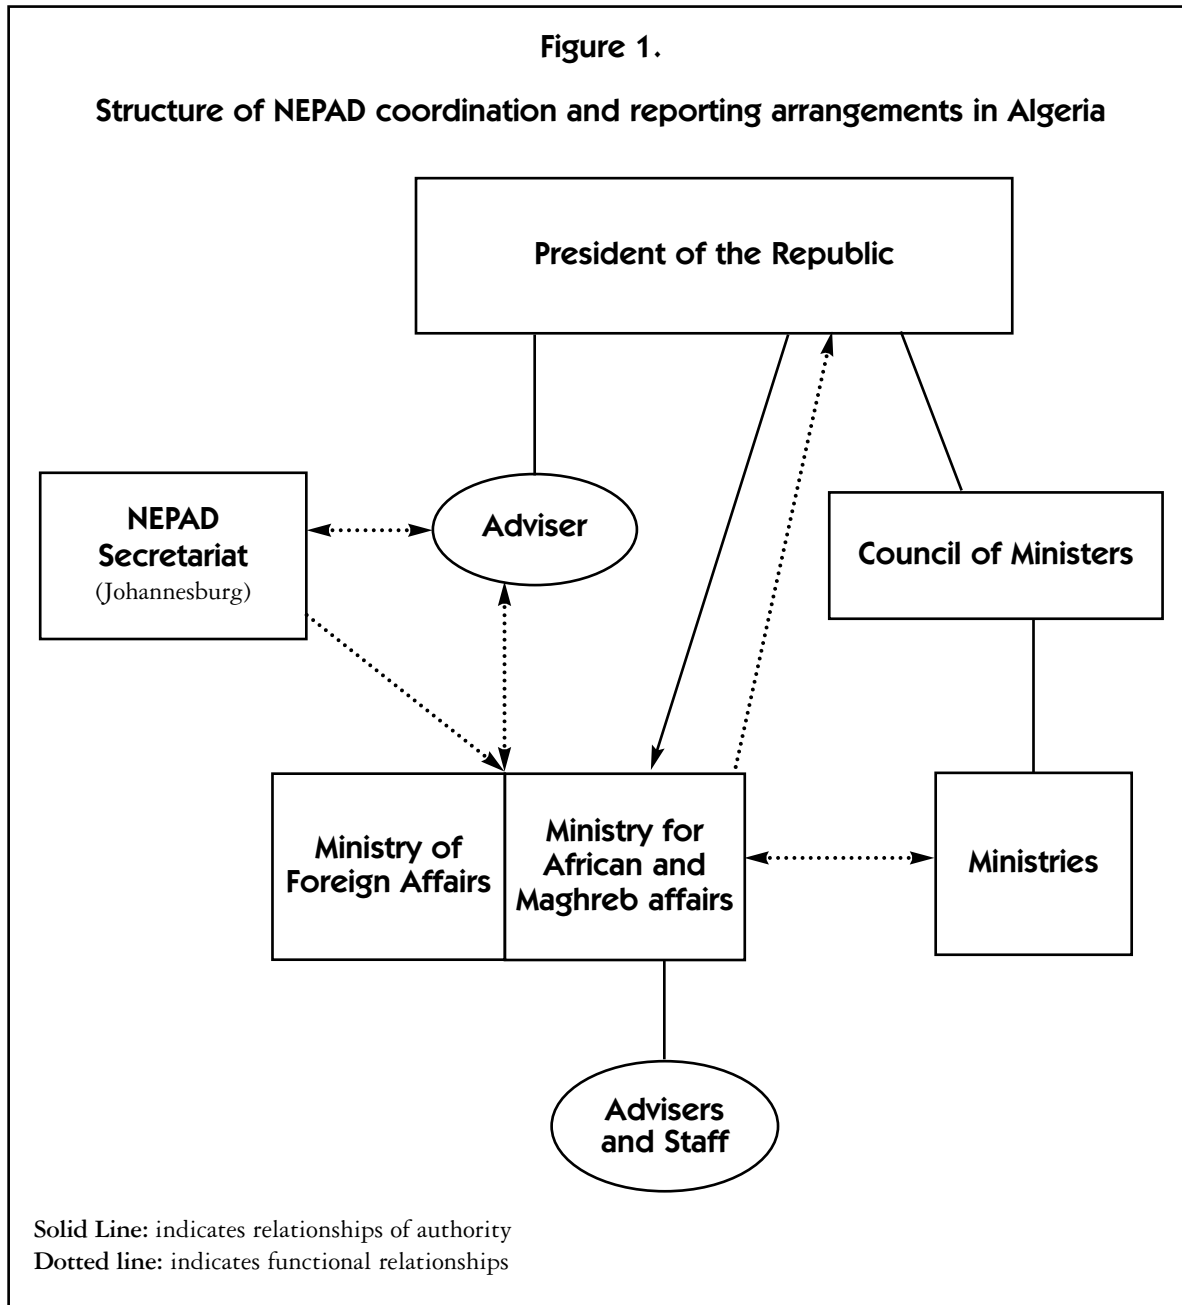 Figure 1.
Structure of NEPAD coordination and reporting arrangements in Algeria
President of the Republic
NEPAD
Secretariat
(Johannesburg)
Adviser
Council of Ministers
Ministry of
Foreign Affairs
Ministry for
African and
Maghreb affairs
Ministries
Advisers
and Staff
Solid Line: indicates relationships of authority
Dotted line: indicates functional relationships